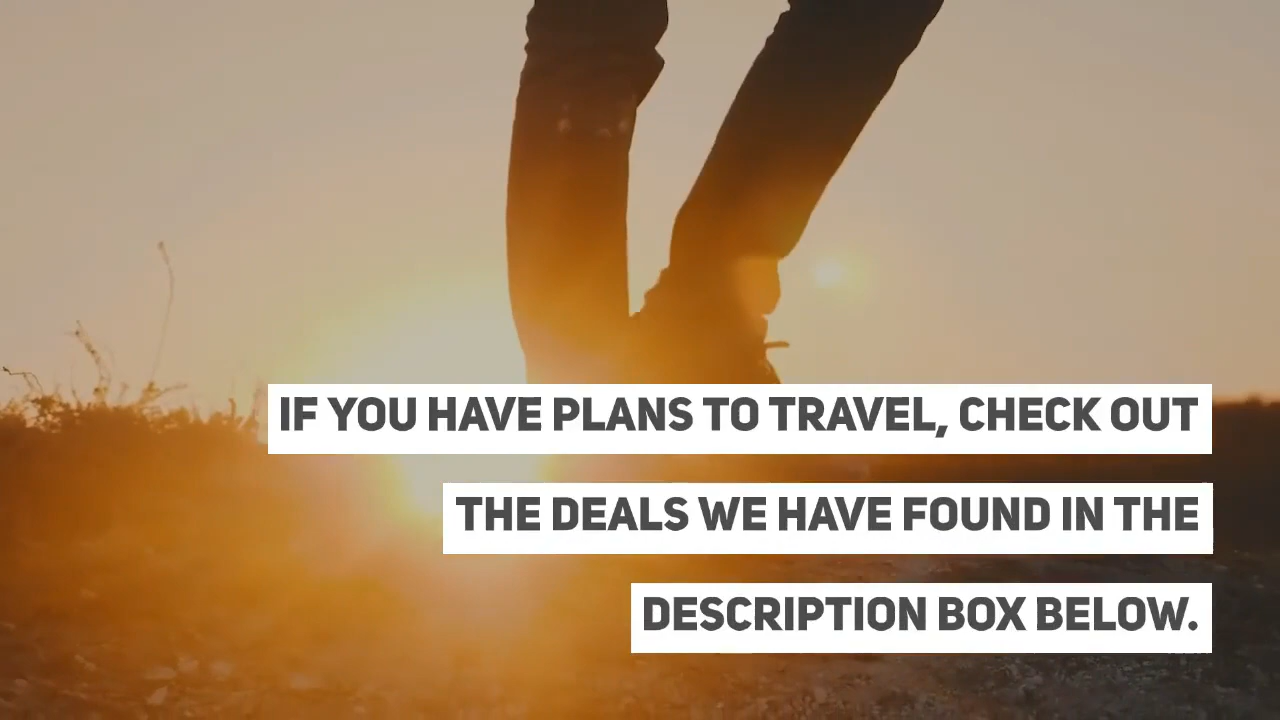 IF YOU HAVE PLANS TO TRAVEL, CHECK OUT
THE DEALS WE HAVE FOUND IN THE
DESCRIPTION BOX BELOW.